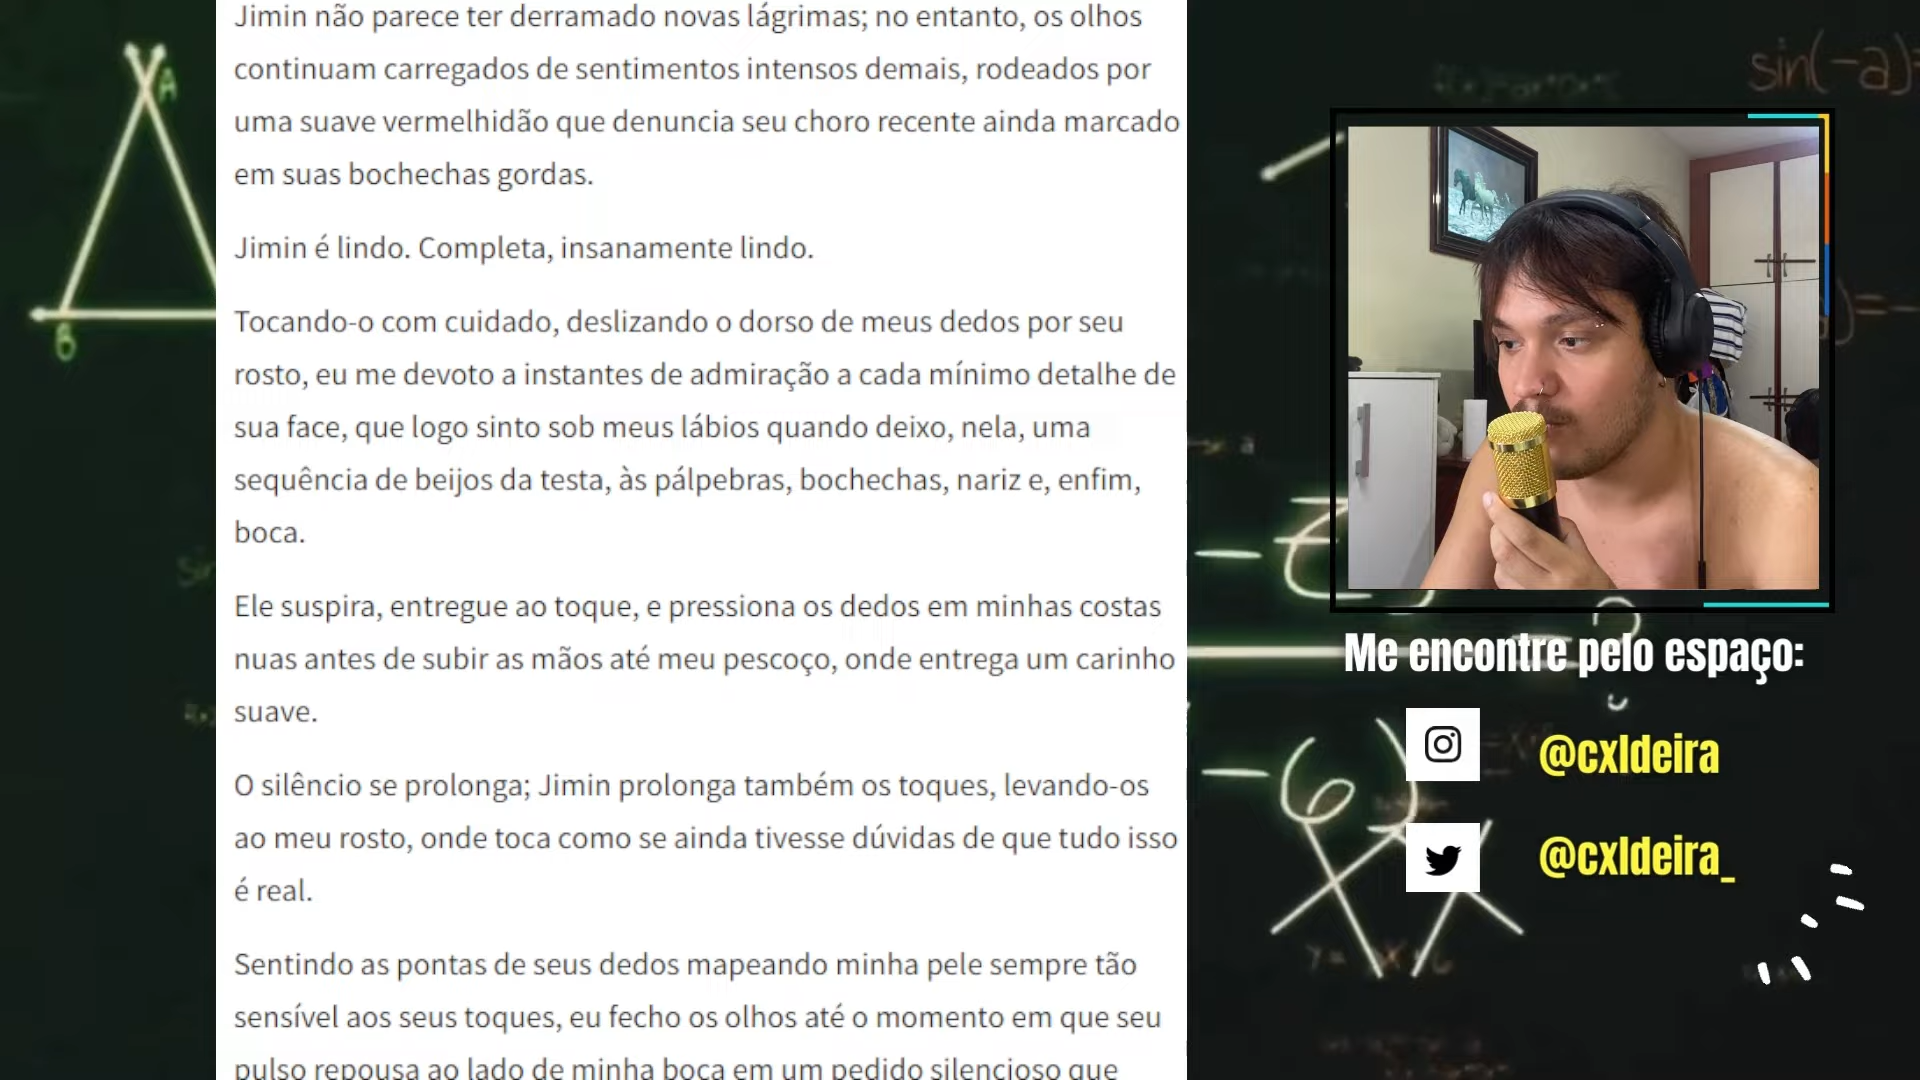 Jimin não parece ter derramado novas lágrimas; no entanto, os olhos
continuam carregados de sentimentos intensos demais, rodeados por
uma suave vermelhidão que denuncia seu choro recente ainda marcado
em suas bochechas gordas.
Jimin é lindo. Completa, insanamente lindo.
Tocando-o com cuidado, deslizando o dorso de meus dedos por seu
rosto, eu me devoto a instantes de admiração a cada mínimo detalhe de
sua face, que logo sinto sob meus lábios quando deixo, nela, uma
sequência de beijos da testa, às pálpebras, bochechas, nariz e, enfim,
boca.
Ele suspira, entregue ao toque, e pressiona os dedos em minhas costas
nuas antes de subir as mãos até meu pescoço, onde entrega um carinho
suave.
O silêncio se prolonga; Jimin prolonga também os toques, levando-os
ao meu rosto, onde toca como se ainda tivesse dúvidas de que tudo isso
é real.
Sentindo as pontas de seus dedos mapeando minha pele sempre tão
sensível aos seus toques, eu fecho os olhos até o momento em que seu
pulso repousa ao lado de minha boca em um pedido silencioso que
A
B
sin(-a)
Me encontre pelo espaço:
@cxldeira
@cxldeira_